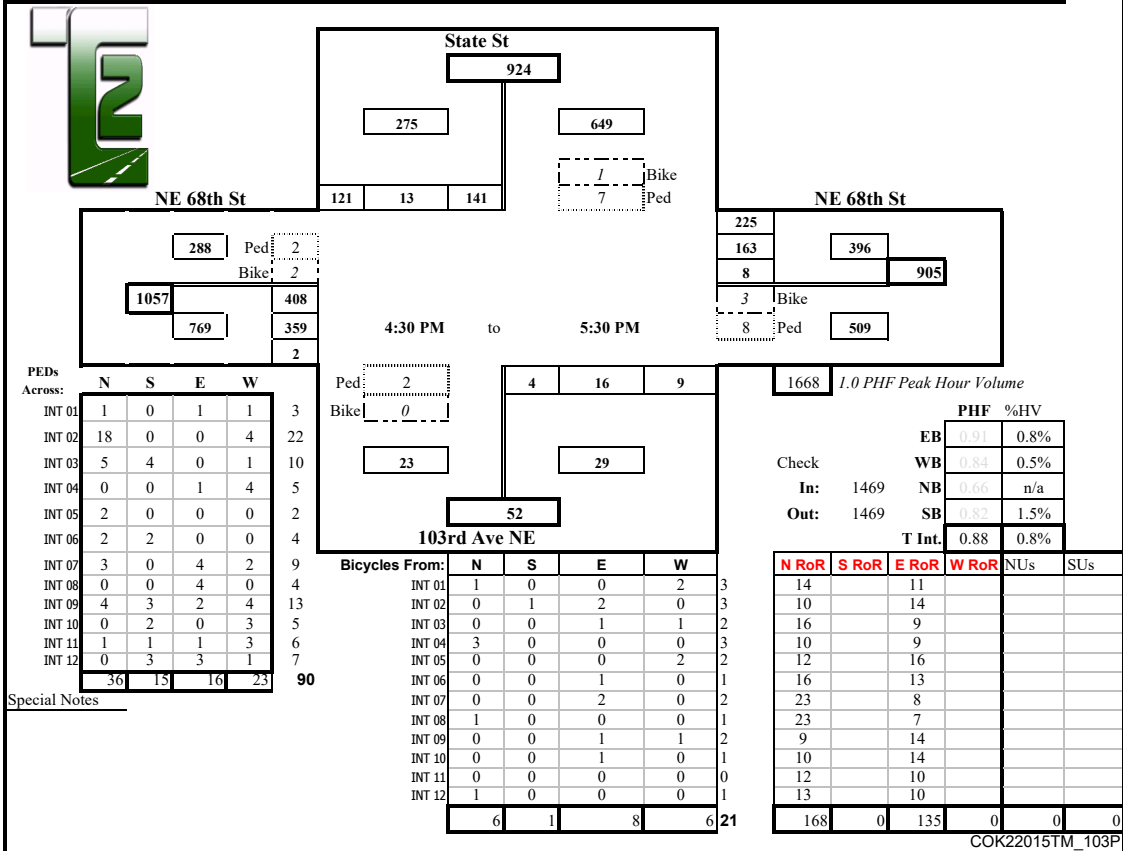 T2
State St
924
275 649
1 Bike
7 Ped
NE 68th St 121 13 141 NE 68th St
225
288 Ped 2 163 396
Bike 2 8 905
1057 408 3 Bike
769 359 4:30 PM to 5:30 PM 8 Ped 509
2
PEDs Across: N S E W Ped 2 4 16 9 1668 1.0 PHF Peak Hour Volume
INT 01 1 0 1 1 3 Bike 0 PHF %HV
INT 02 18 0 0 4 22 EB 0.91 0.8%
INT 03 5 4 0 1 10 23 29 Check WB 0.84 0.5%
INT 04 0 0 1 4 5 In: 1469 NB 0.66 n/a
INT 05 2 0 0 0 2 52 Out: 1469 SB 0.82 1.5%
INT 06 2 2 0 0 4 103rd Ave NE T Int. 0.88 0.8%
INT 07 3 0 4 2 9 Bicycles From: N S E W N RoR S RoR E RoR W RoR NUs SUs
INT 08 0 0 4 0 4 INT 01 1 0 0 2 3 14 11
INT 09 4 3 2 4 13 INT 02 0 1 2 0 3 10 14
INT 10 0 2 0 3 5 INT 03 0 0 1 1 2 16 9
INT 11 1 1 1 3 6 INT 04 3 0 0 0 3 10 9
INT 12 0 3 3 1 7 INT 05 0 0 0 2 2 12 16
36 15 16 23 90 INT 06 0 0 1 0 1 16 13
Special Notes INT 07 0 0 2 0 2 23 8
INT 08 1 0 0 0 1 23 7
INT 09 0 0 1 1 2 9 14
INT 10 0 0 1 0 1 10 14
INT 11 0 0 0 0 0 12 10
INT 12 1 0 0 0 1 13 10
6 1 8 6 21 168 0 135 0 0 0
COK22015TM_103P